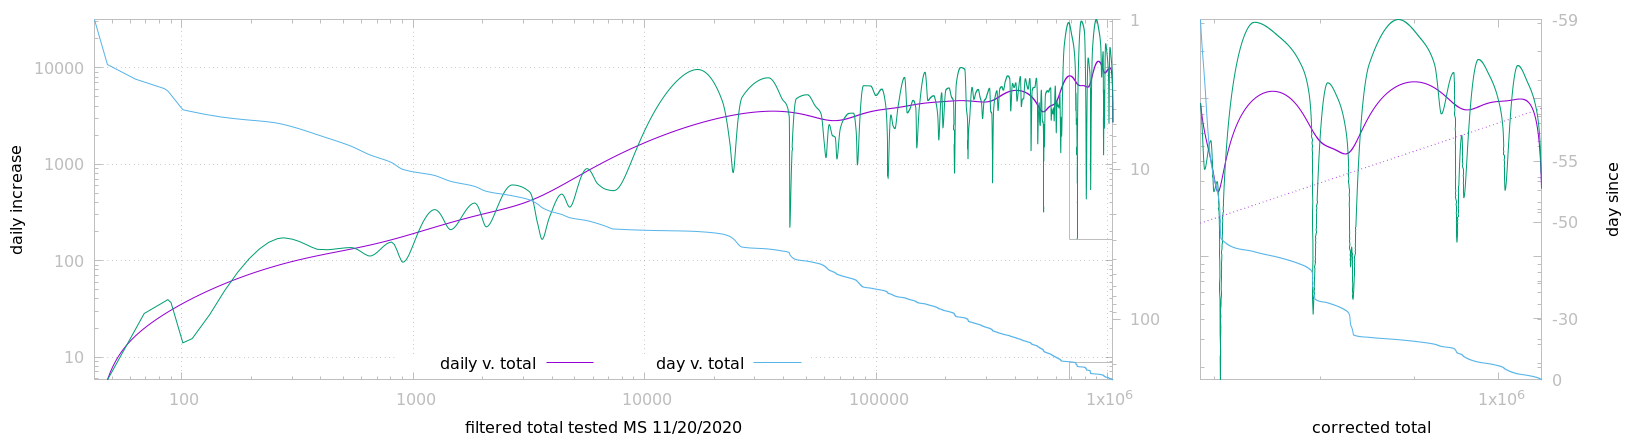 10000
1000
100
10
daily increase
1
10
100
daily v. total
day v. total
100
1000
10000
100000
1x10⁶
filtered total tested MS 11/20/2020
-59
-55
-50
-30
0
day since
1x10⁶
corrected total